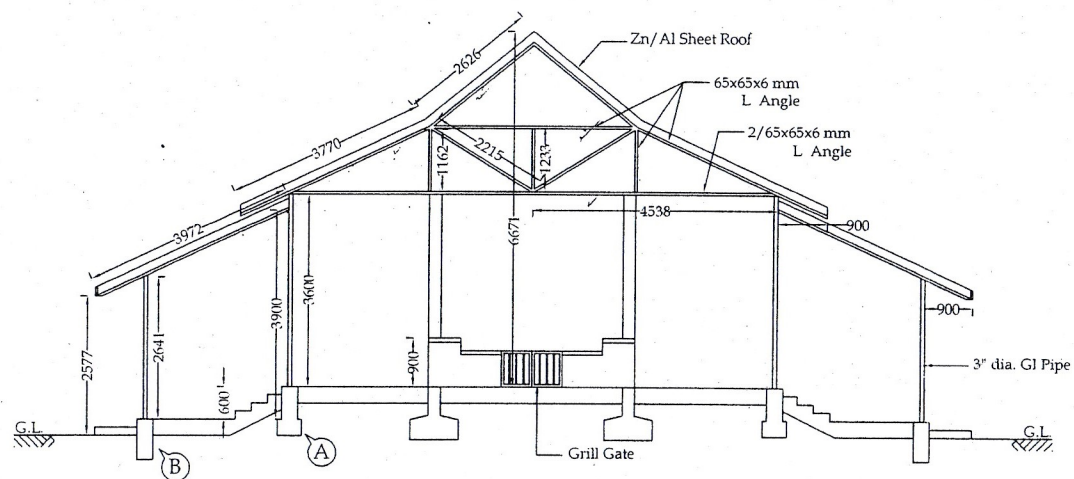 Zn/Al Sheet Roof
2626
65x65x6 mm
L Angle
2/65x65x6 mm
L Angle
3770
2215
1162
1233
3972
4538
900
6671
3900
3600
2577
2641
900
600
900
3" dia. GI Pipe
G.L.
G.L.
A
B
Grill Gate